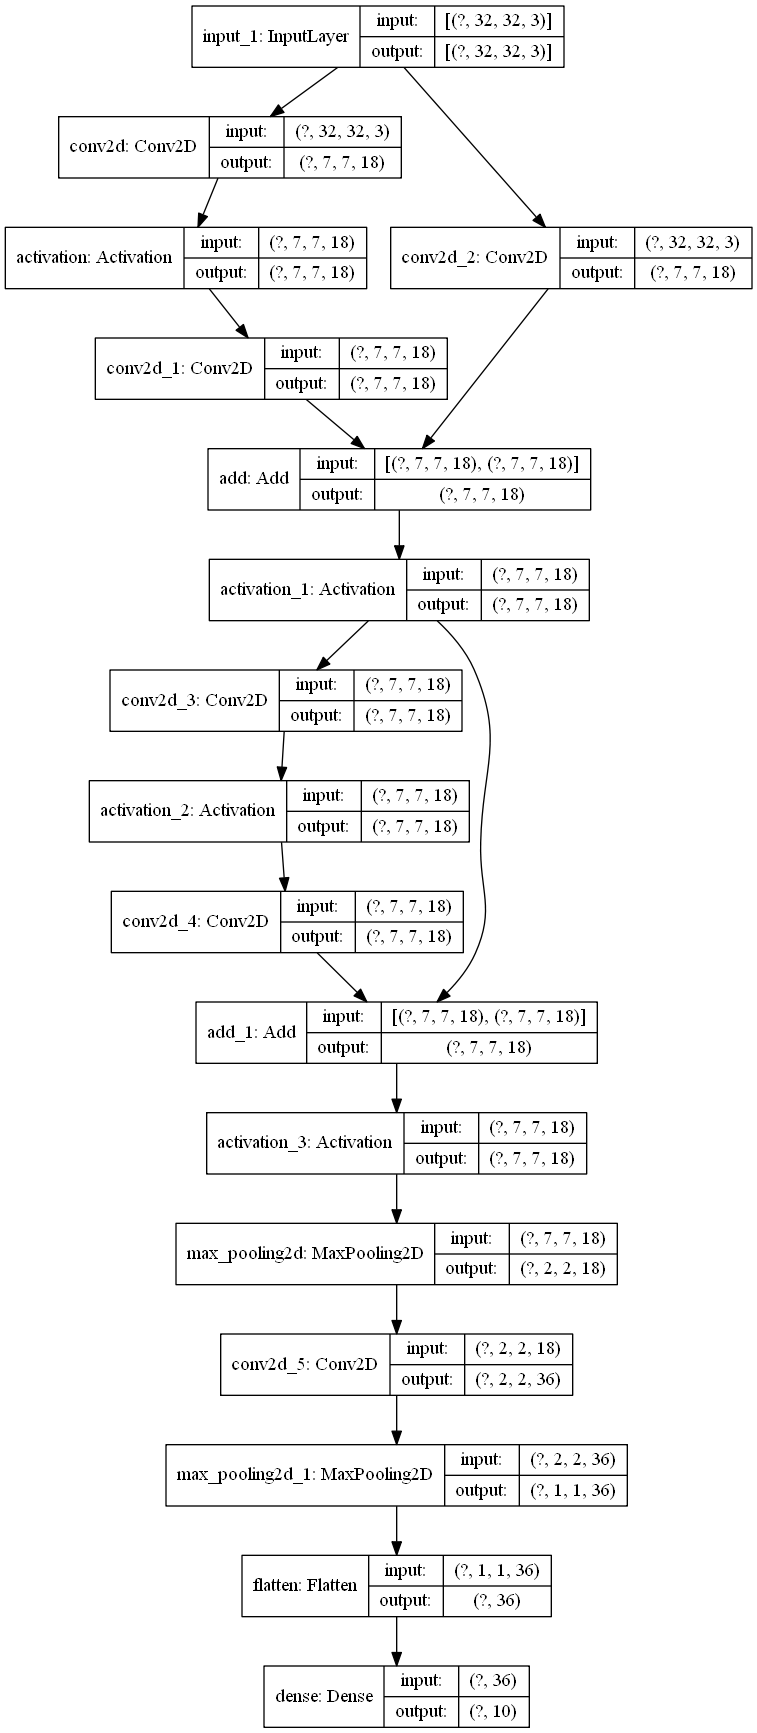 input_1: InputLayer
input: [(?, 32, 32, 3)]
output: [(?, 32, 32, 3)]
conv2d: Conv2D
input: (?, 32, 32, 3)
output: (?, 7, 7, 18)
activation: Activation
input: (?, 7, 7, 18)
output: (?, 7, 7, 18)
conv2d_2: Conv2D
input: (?, 32, 32, 3)
output: (?, 7, 7, 18)
conv2d_1: Conv2D
input: (?, 7, 7, 18)
output: (?, 7, 7, 18)
add: Add
input: [(?, 7, 7, 18), (?, 7, 7, 18)]
output: (?, 7, 7, 18)
activation_1: Activation
input: (?, 7, 7, 18)
output: (?, 7, 7, 18)
conv2d_3: Conv2D
input: (?, 7, 7, 18)
output: (?, 7, 7, 18)
activation_2: Activation
input: (?, 7, 7, 18)
output: (?, 7, 7, 18)
conv2d_4: Conv2D
input: (?, 7, 7, 18)
output: (?, 7, 7, 18)
add_1: Add
input: [(?, 7, 7, 18), (?, 7, 7, 18)]
output: (?, 7, 7, 18)
activation_3: Activation
input: (?, 7, 7, 18)
output: (?, 7, 7, 18)
max_pooling2d: MaxPooling2D
input: (?, 7, 7, 18)
output: (?, 2, 2, 18)
conv2d_5: Conv2D
input: (?, 2, 2, 18)
output: (?, 2, 2, 36)
max_pooling2d_1: MaxPooling2D
input: (?, 2, 2, 36)
output: (?, 1, 1, 36)
flatten: Flatten
input: (?, 1, 1, 36)
output: (?, 36)
dense: Dense
input: (?, 36)
output: (?, 10)